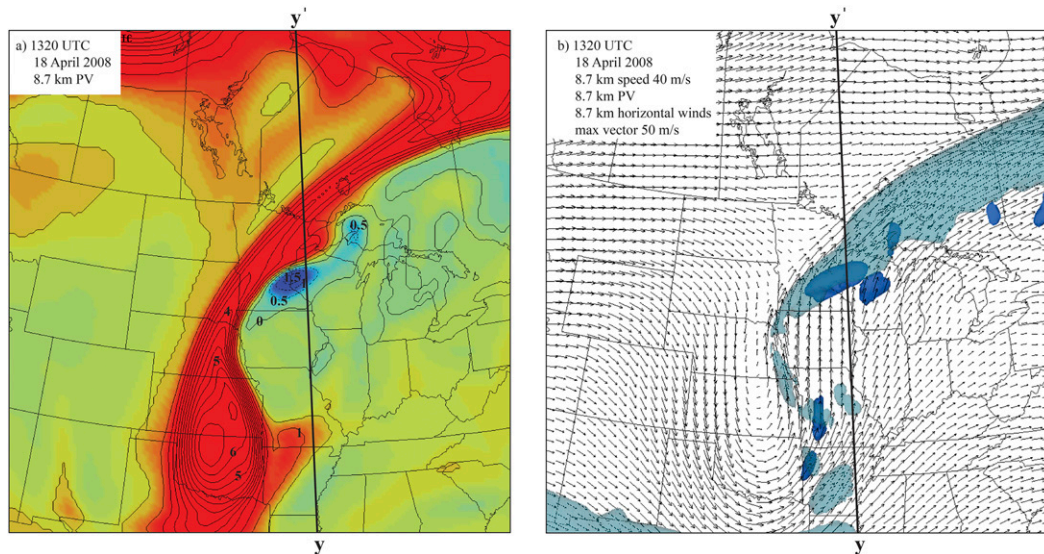 y'
a) 1320 UTC
18 April 2008
8.7 km PV
0.5
1.5
0.5
0
4
5
1
6
5
y
y'
b) 1320 UTC
18 April 2008
8.7 km speed 40 m/s
8.7 km PV
8.7 km horizontal winds
max vector 50 m/s
y